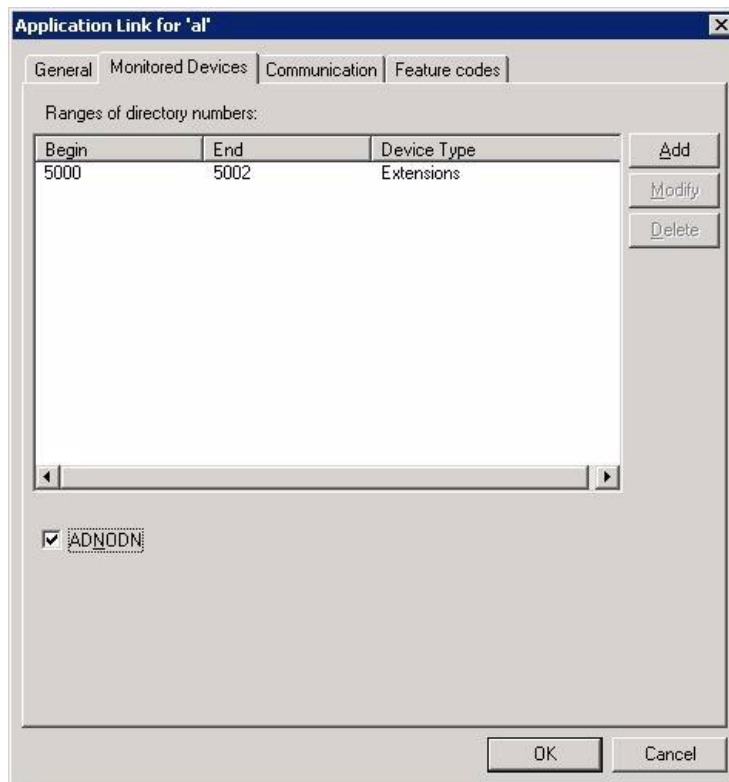 Application Link for 'al'
General Monitored Devices Communication Feature codes
Ranges of directory numbers:
Begin End Device Type
5000 5002 Extensions
Add
Modify
Delete
ADNODN
OK Cancel